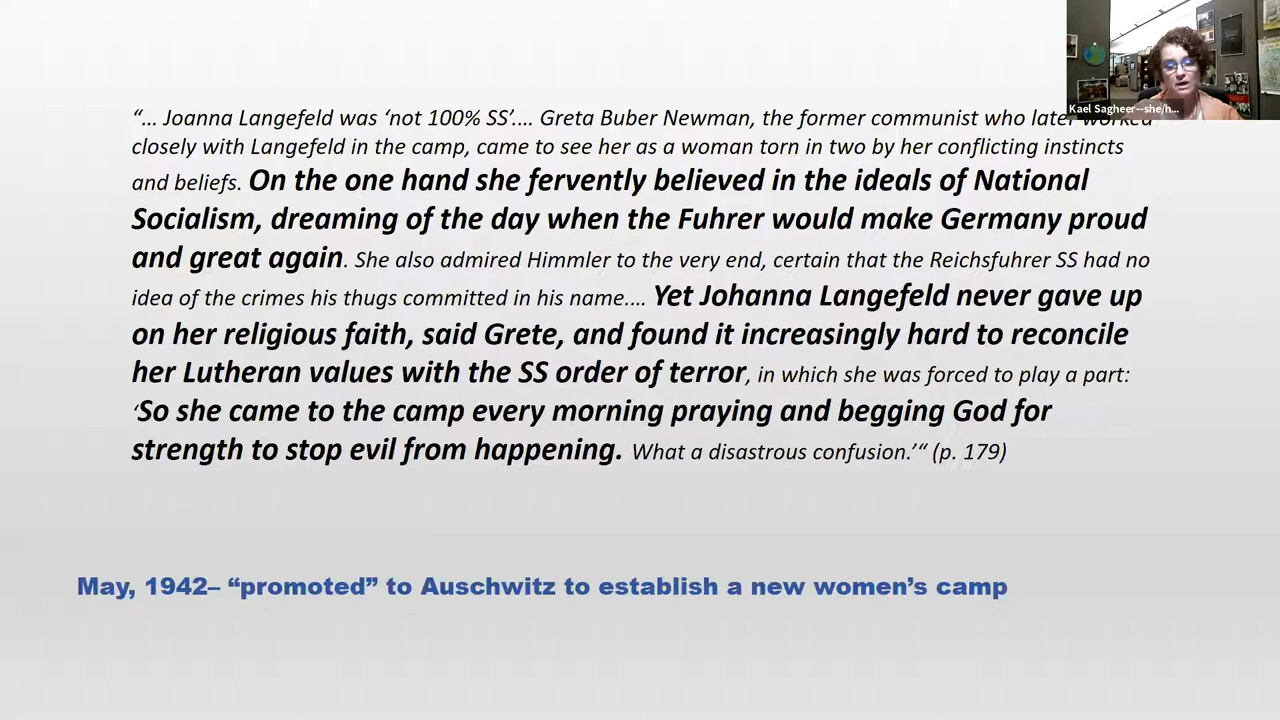 Kael Sagheer--she/h...
“... Joanna Langefeld was ‘not 100% SS’.... Greta Buber Newman, the former communist who later worked
closely with Langefeld in the camp, came to see her as a woman torn in two by her conflicting instincts
and beliefs. On the one hand she fervently believed in the ideals of National
Socialism, dreaming of the day when the Fuhrer would make Germany proud
and great again. She also admired Himmler to the very end, certain that the Reichsfuhrer SS had no
idea of the crimes his thugs committed in his name.... Yet Johanna Langefeld never gave up
on her religious faith, said Grete, and found it increasingly hard to reconcile
her Lutheran values with the SS order of terror, in which she was forced to play a part:
‘So she came to the camp every morning praying and begging God for
strength to stop evil from happening. What a disastrous confusion.’“ (p. 179)
May, 1942– “promoted” to Auschwitz to establish a new women’s camp